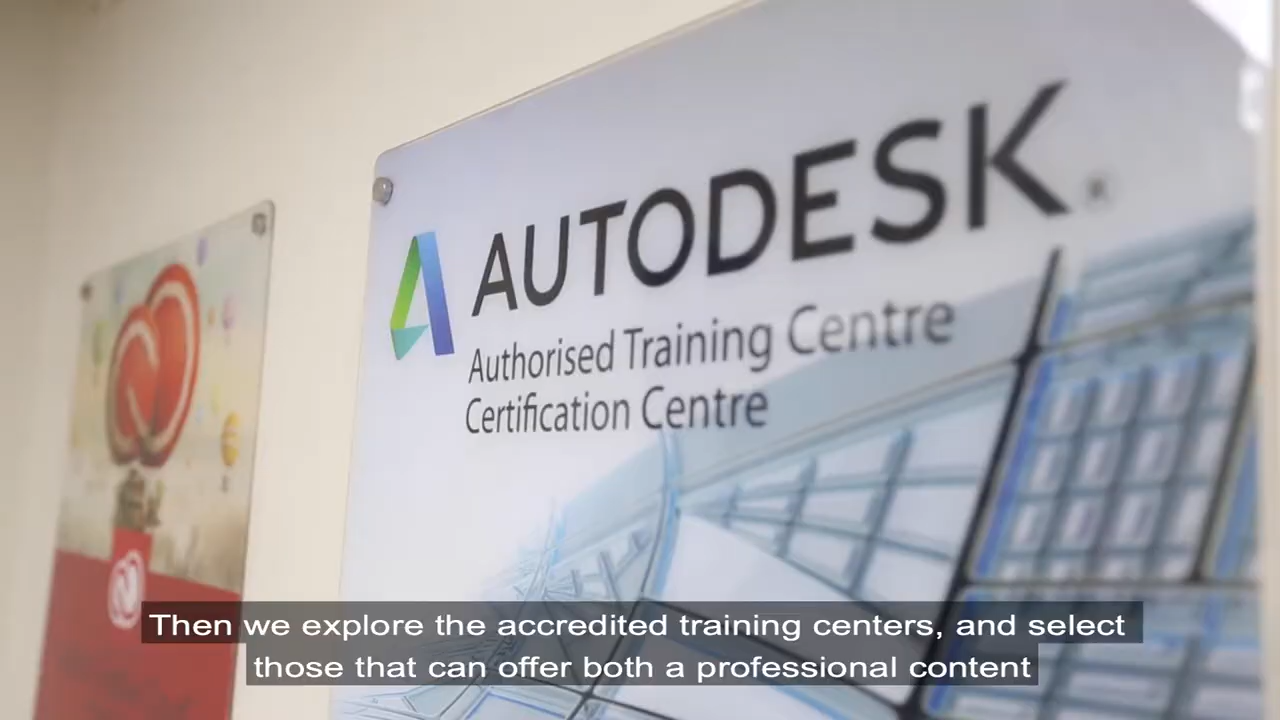 AUTODESK®
Authorised Training Centre
Certification Centre
Then we explore the accredited training centers, and select
those that can offer both a professional content